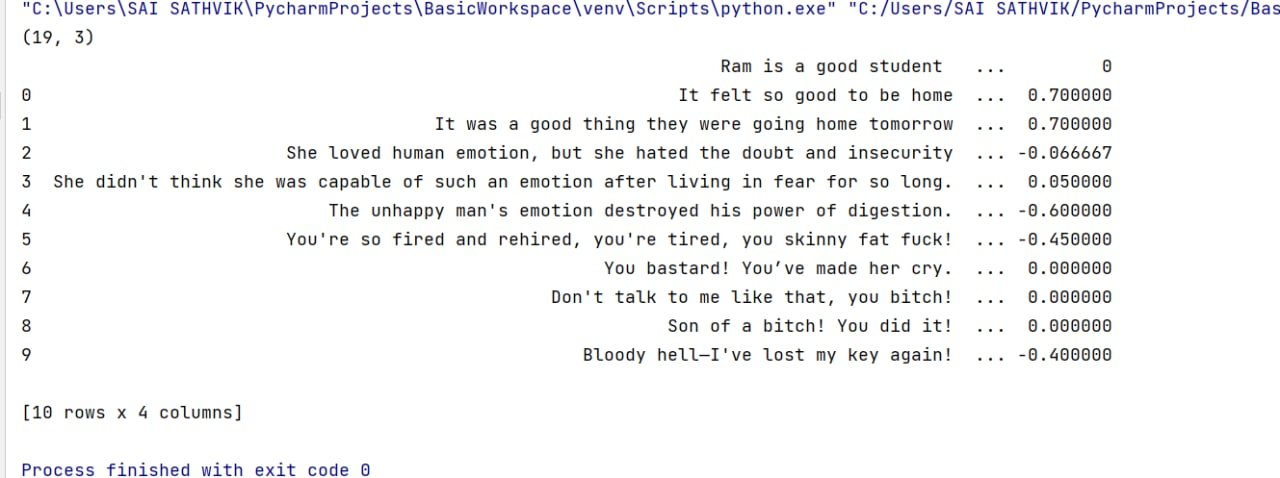 "C:\Users\SAI SATHVIK\PycharmProjects\BasicWorkspace\venv\Scripts\python.exe" "C:/Users/SAI SATHVIK/PycharmProjects/Bas
(19, 3)
Ram is a good student ... 0
0 It felt so good to be home ... 0.700000
1 It was a good thing they were going home tomorrow ... 0.700000
2 She loved human emotion, but she hated the doubt and insecurity ... -0.066667
3 She didn't think she was capable of such an emotion after living in fear for so long. ... 0.050000
4 The unhappy man's emotion destroyed his power of digestion. ... -0.600000
5 You're so fired and rehired, you're tired, you skinny fat fuck! ... -0.450000
6 You bastard! You’ve made her cry. ... 0.000000
7 Don't talk to me like that, you bitch! ... 0.000000
8 Son of a bitch! You did it! ... 0.000000
9 Bloody hell—I've lost my key again! ... -0.400000
[10 rows x 4 columns]
Process finished with exit code 0